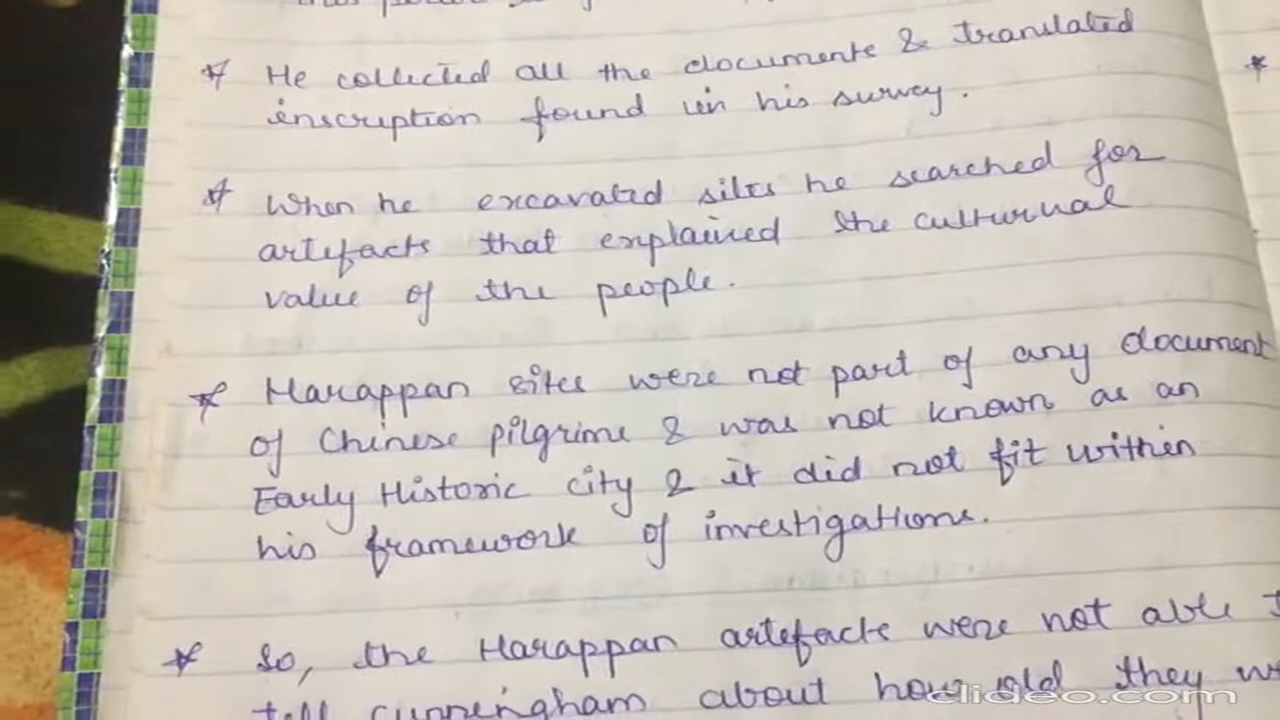 * He collected all the documents & translated
inscription found in his survey.
* When he excavated sites he searched for
artefacts that explained the culturual
value of the people.
* Harappan sites were not part of any document
of Chinese pilgrims & was not known as an
Early Historic city & it did not fit within
his framework of investigations.
* So, the Harappan artefacts were not able
tell cunningham about how old they
clideo.com
*